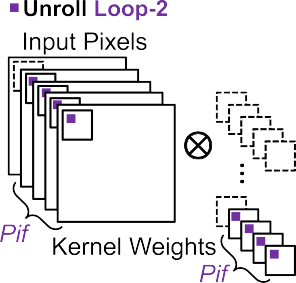 Unroll Loop-2
Input Pixels
Pif
Kernel Weights
Pif